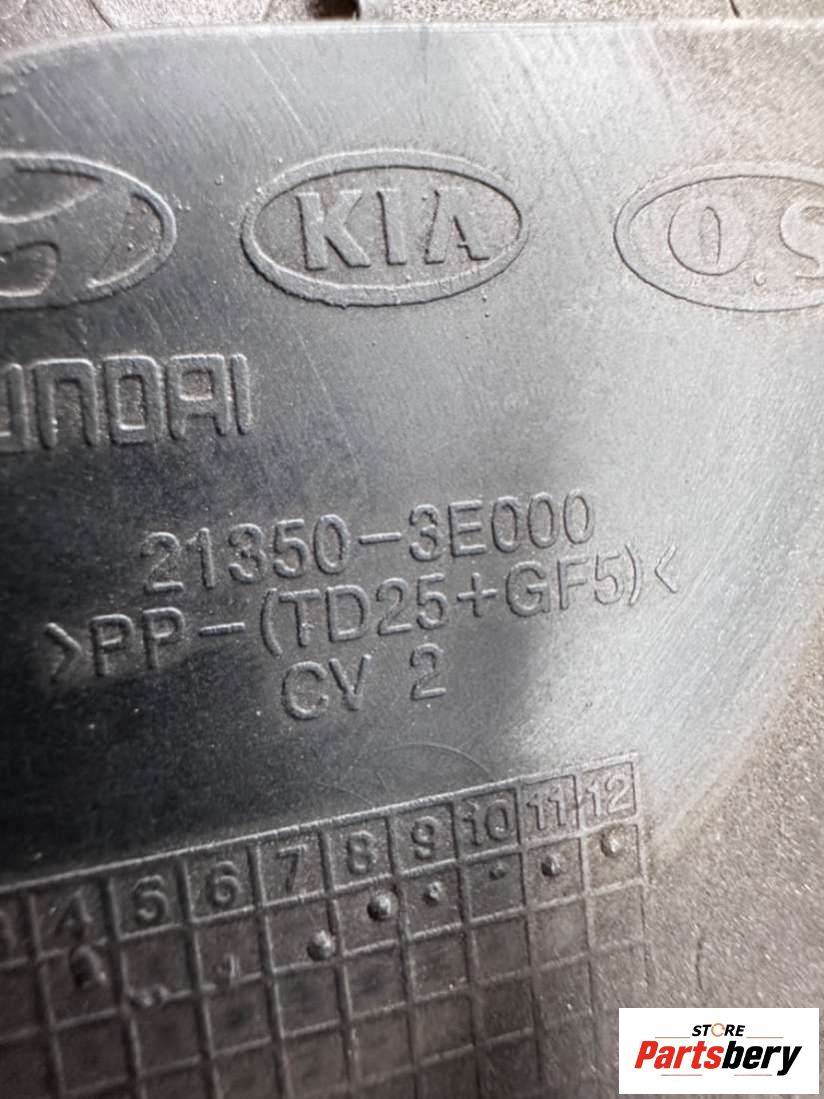 KIA
O.S
UNDAI
21350-3E000
>PP-(TD25+GF5)<
CV 2
4 5 6 7 8 9 10 11 12
STORE
Partsbery